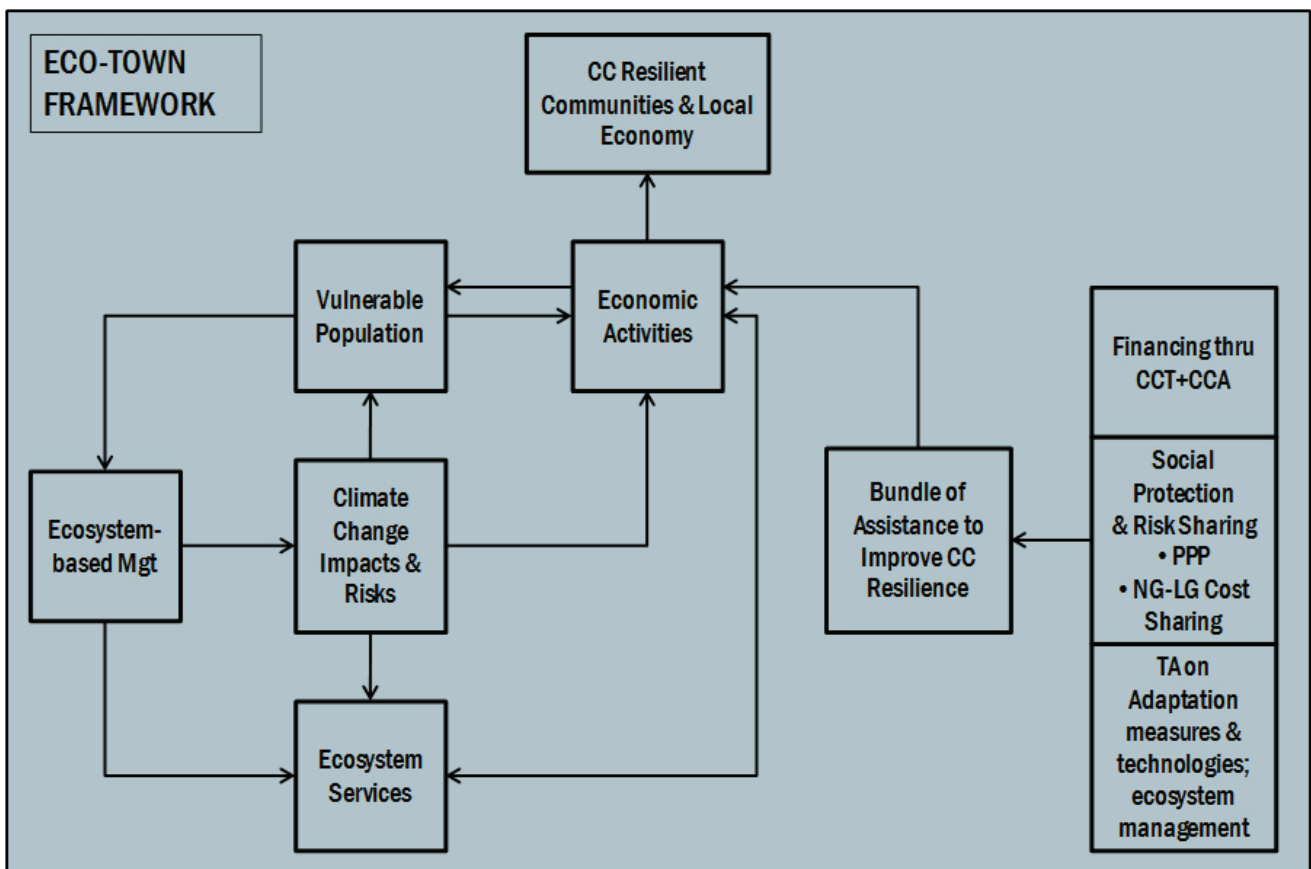 ECO-TOWN
FRAMEWORK
CC Resilient
Communities & Local
Economy
Vulnerable
Population
Economic
Activities
Financing thru
CCT+CCA
Ecosystem-
based Mgt
Climate
Change
Impacts &
Risks
Bundle of
Assistance to
Improve CC
Resilience
Social
Protection
& Risk Sharing
• PPP
• NG-LG Cost
Sharing
Ecosystem
Services
TA on
Adaptation
measures &
technologies;
ecosystem
management